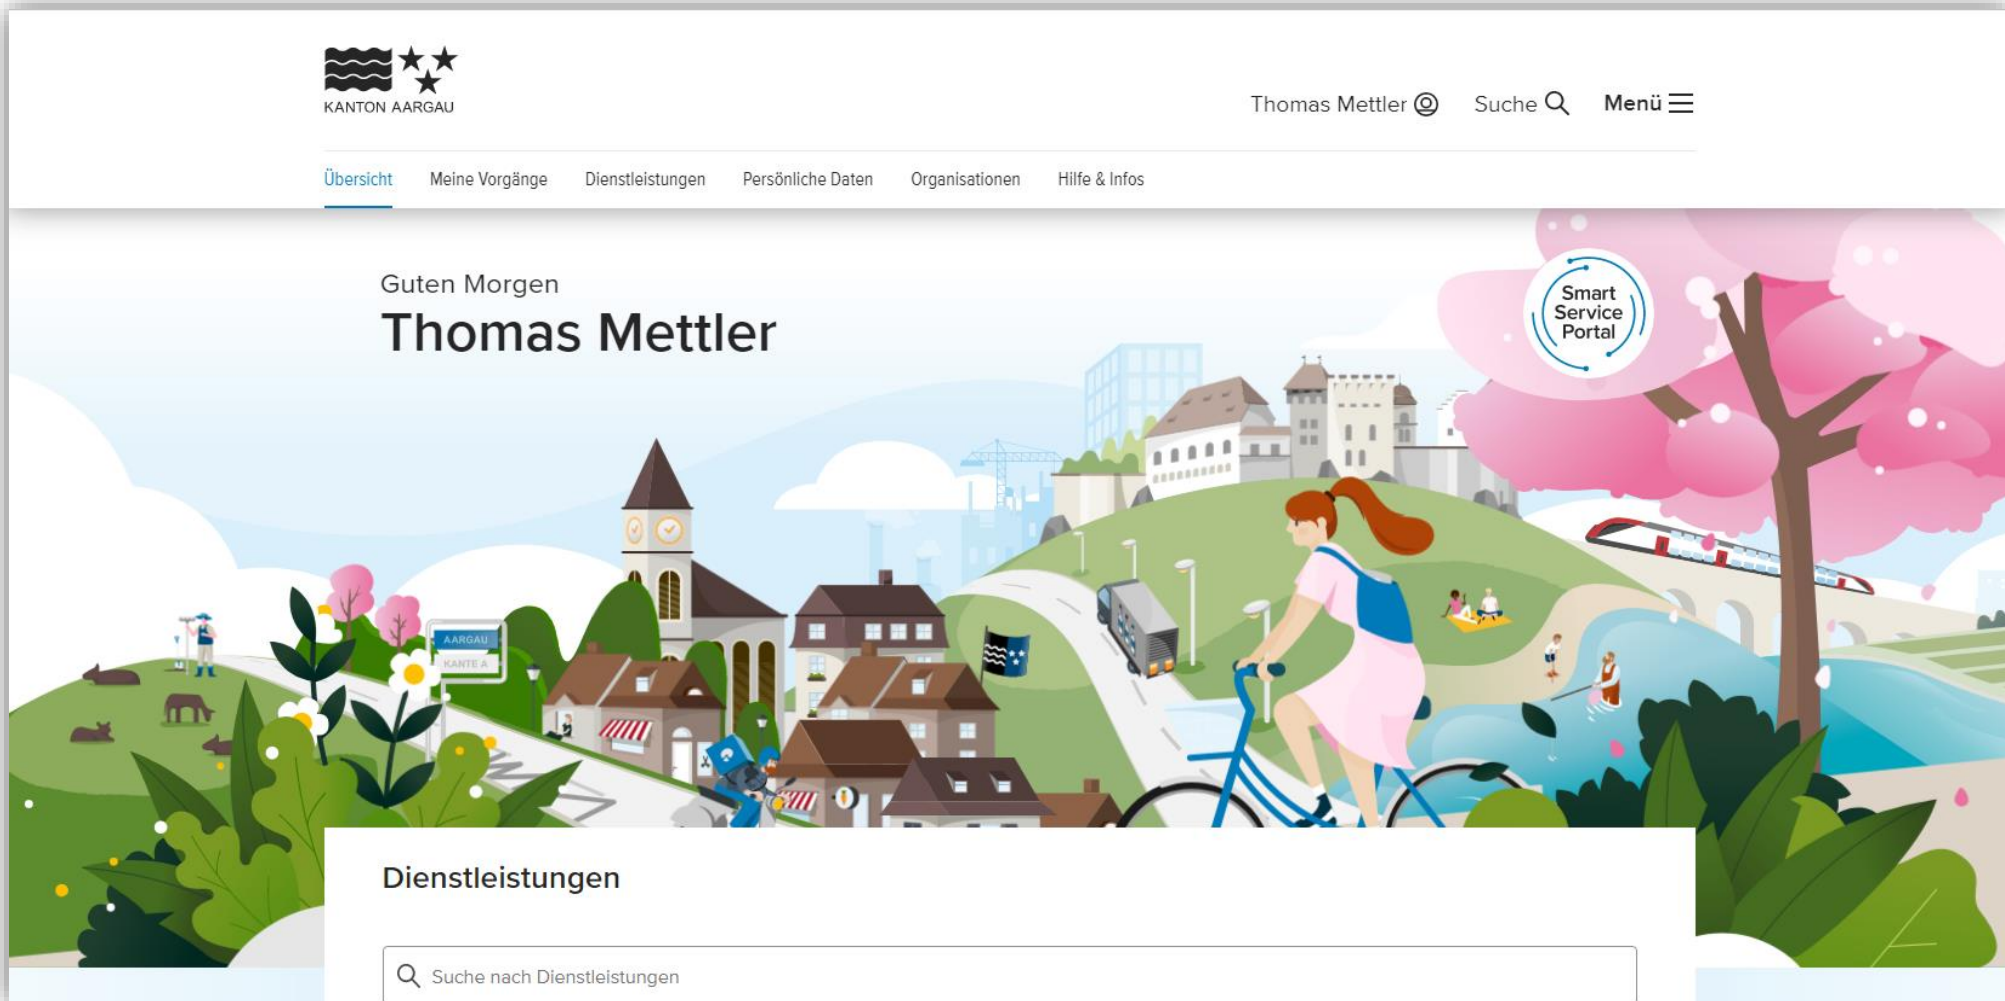 KANTON AARGAU
Thomas Mettler
Suche
Menü
Übersicht
Meine Vorgänge
Dienstleistungen
Persönliche Daten
Organisationen
Hilfe & Infos
Guten Morgen
Thomas Mettler
Smart
Service
Portal
AARGAU
KANTE A
Dienstleistungen
Suche nach Dienstleistungen